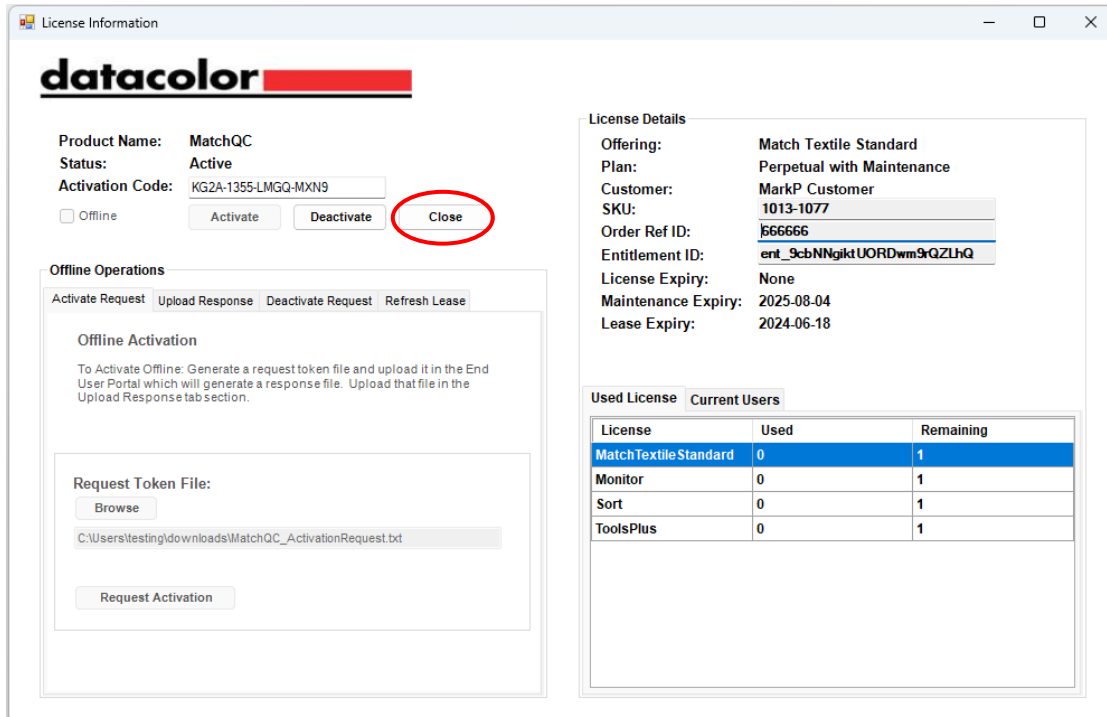 License Information
datacolor
Product Name: MatchQC
Status: Active
Activation Code: KG2A-1355-LMGQ-MXN9
Offline Activate Deactivate Close
Offline Operations
Activate Request Upload Response Deactivate Request Refresh Lease
Offline Activation
To Activate Offline: Generate a request token file and upload it in the End
User Portal which will generate a response file. Upload that file in the
Upload Response tab section.
Request Token File:
Browse
C:\Users\testing\downloads\MatchQC_ActivationRequest.txt
Request Activation
License Details
Offering: Match Textile Standard
Plan: Perpetual with Maintenance
Customer: MarkP Customer
SKU: 1013-1077
Order Ref ID: 666666
Entitlement ID: ent_9cbNNgiktUORDwm9rQZLhQ
License Expiry: None
Maintenance Expiry: 2025-08-04
Lease Expiry: 2024-06-18
Used License Current Users
License Used Remaining
MatchTextileStandard 0 1
Monitor 0 1
Sort 0 1
ToolsPlus 0 1